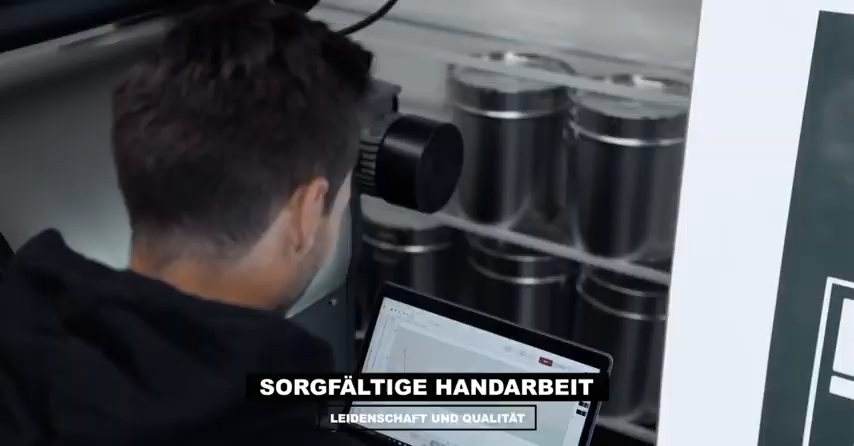 SORGFÄLTIGE HANDARBEIT
LEIDENSCHAFT UND QUALITÄT